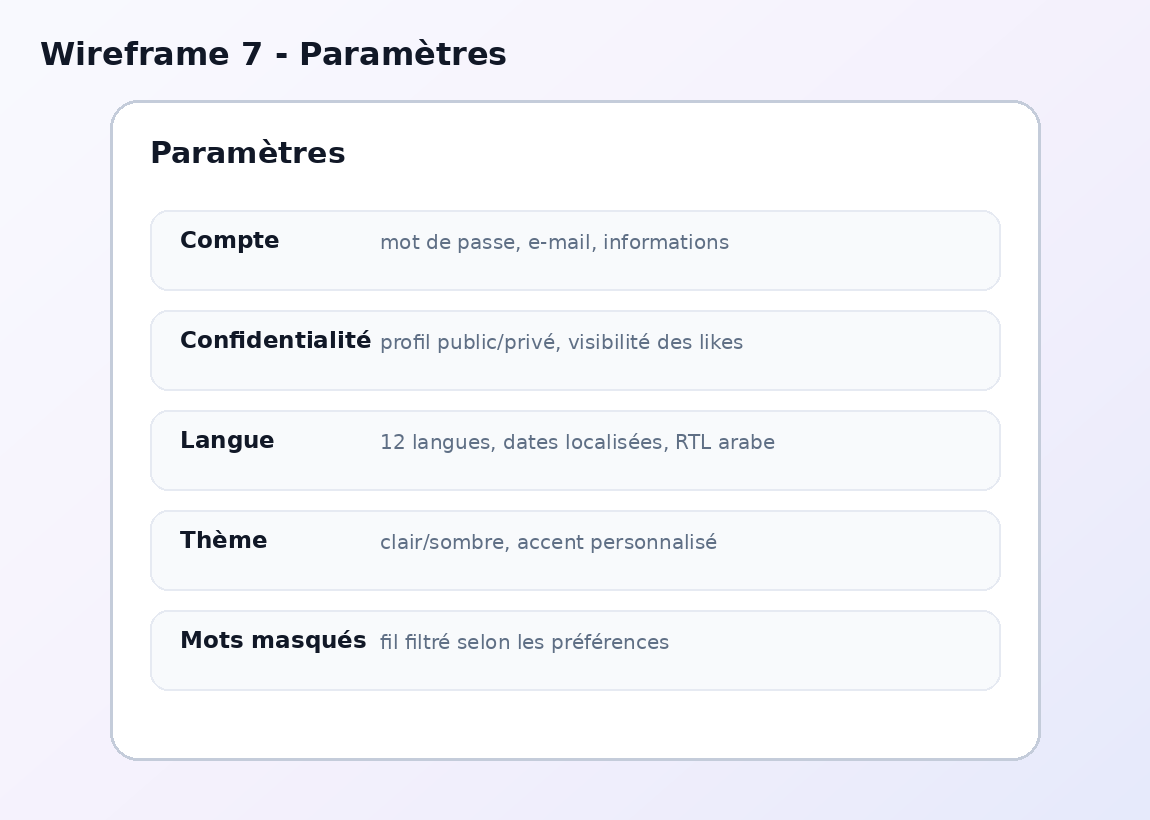 Wireframe 7 - Paramètres
Paramètres
Compte mot de passe, e-mail, informations
Confidentialité profil public/privé, visibilité des likes
Langue 12 langues, dates localisées, RTL arabe
Thème clair/sombre, accent personnalisé
Mots masqués fil filtré selon les préférences